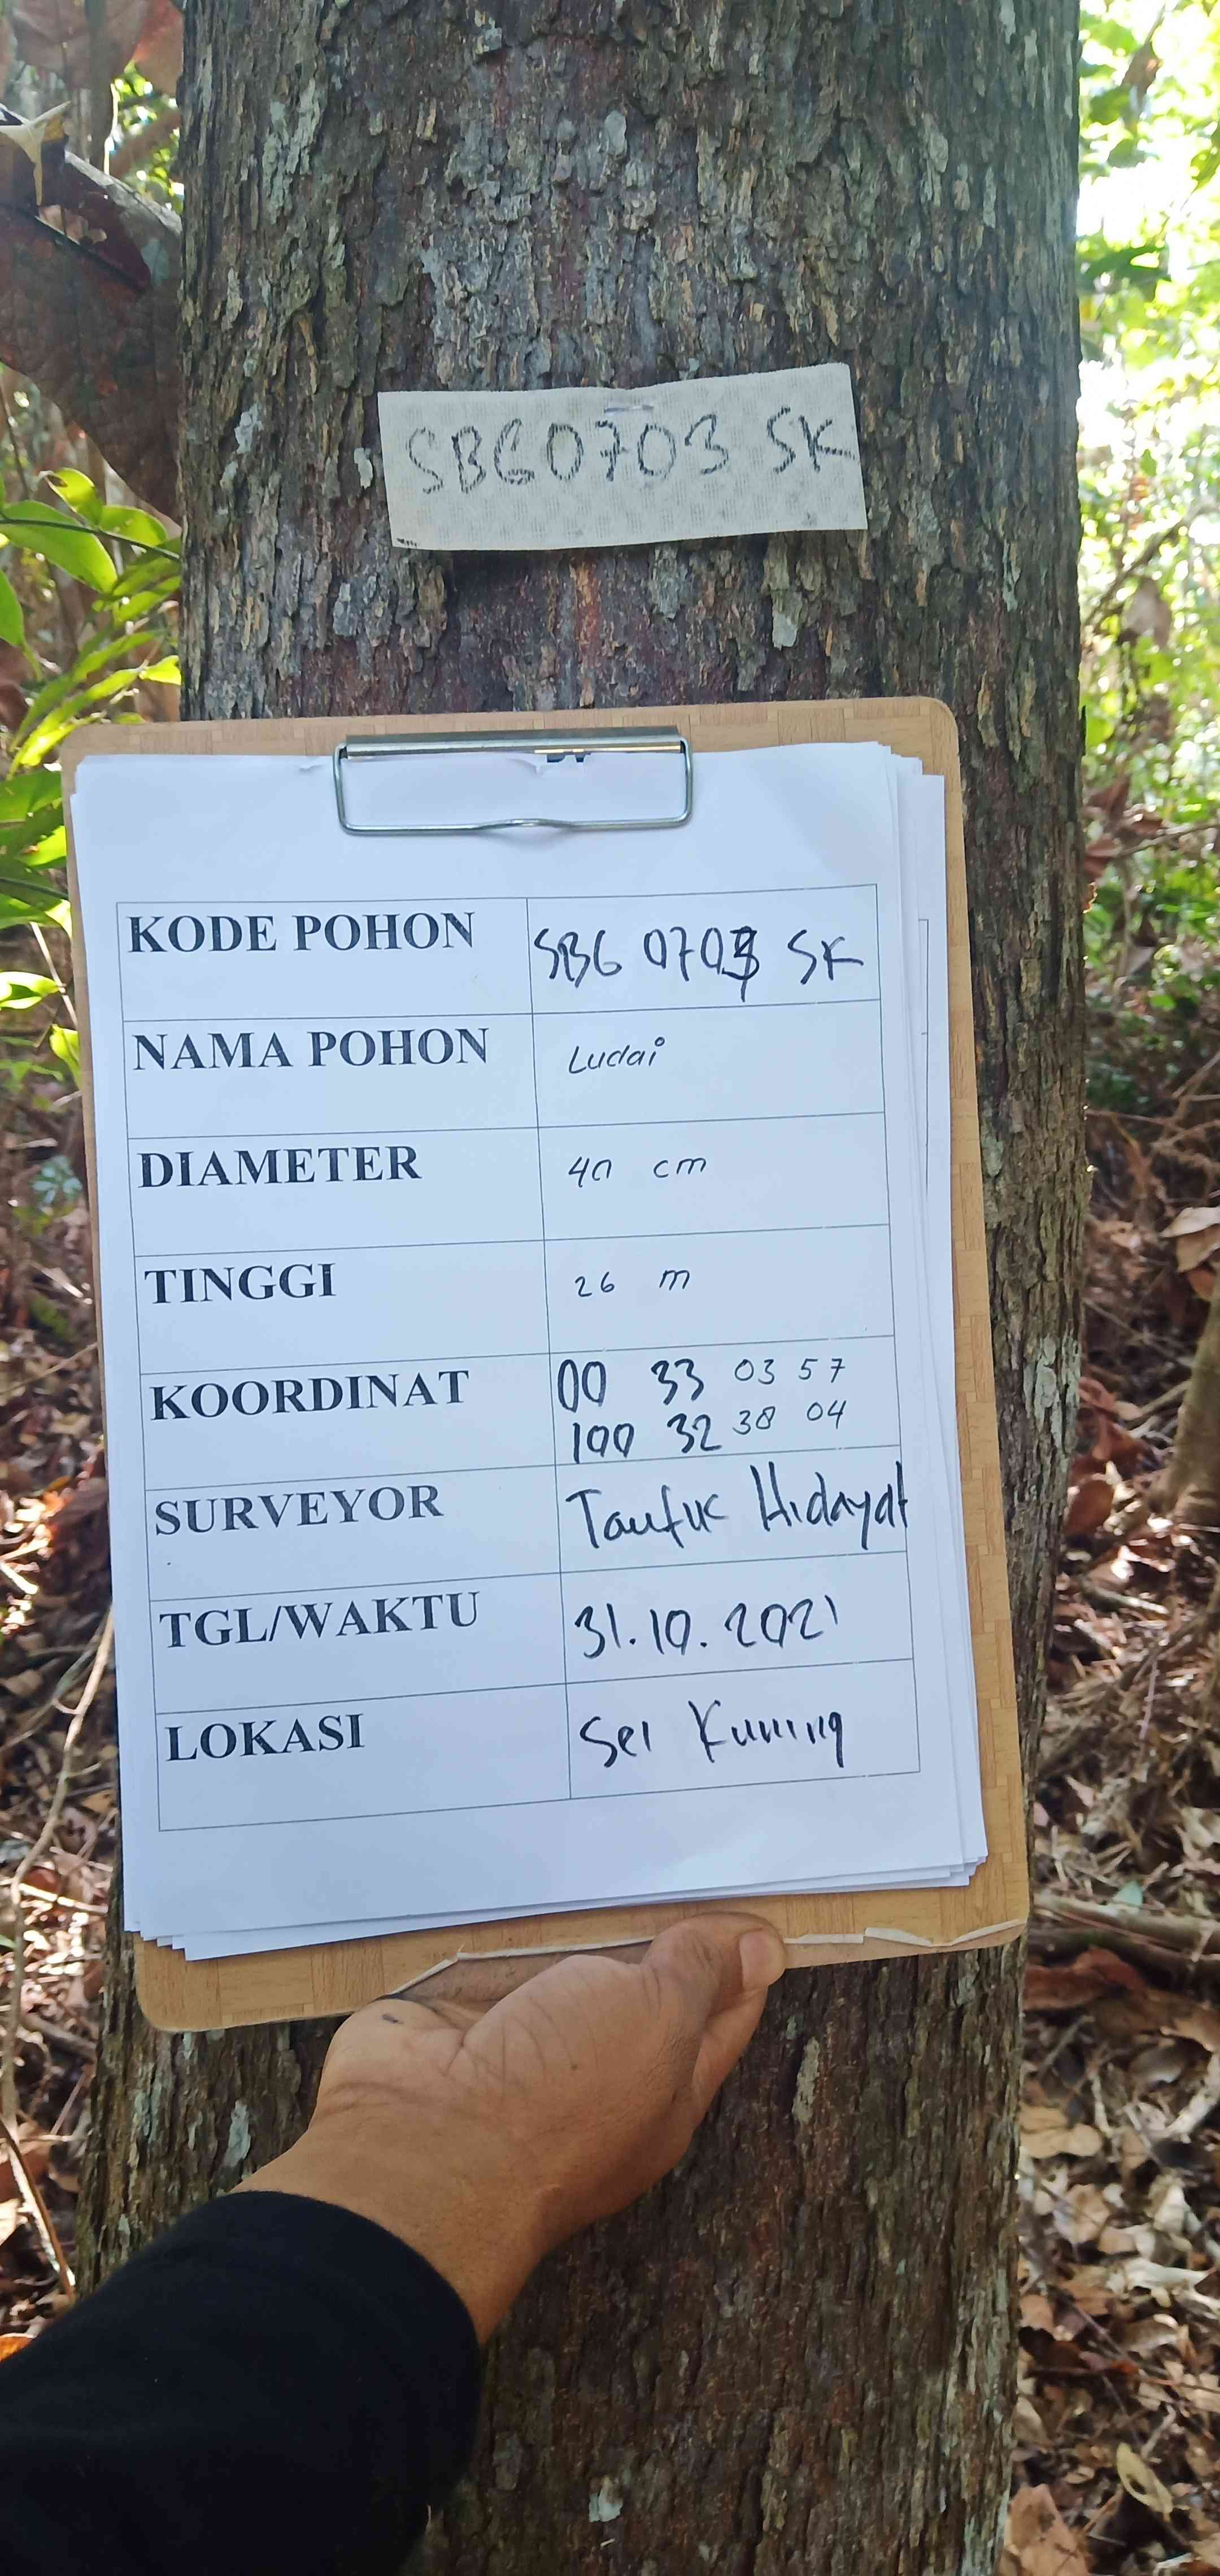 SBG0703 SK
KODE POHON SBG 0703 SK
NAMA POHON Ludai
DIAMETER 40 cm
TINGGI 26 m
KOORDINAT 00 33 03 57
100 32 38 04
SURVEYOR Taufik Hidayat
TGL/WAKTU 31.10.2021
LOKASI Sei Kuning